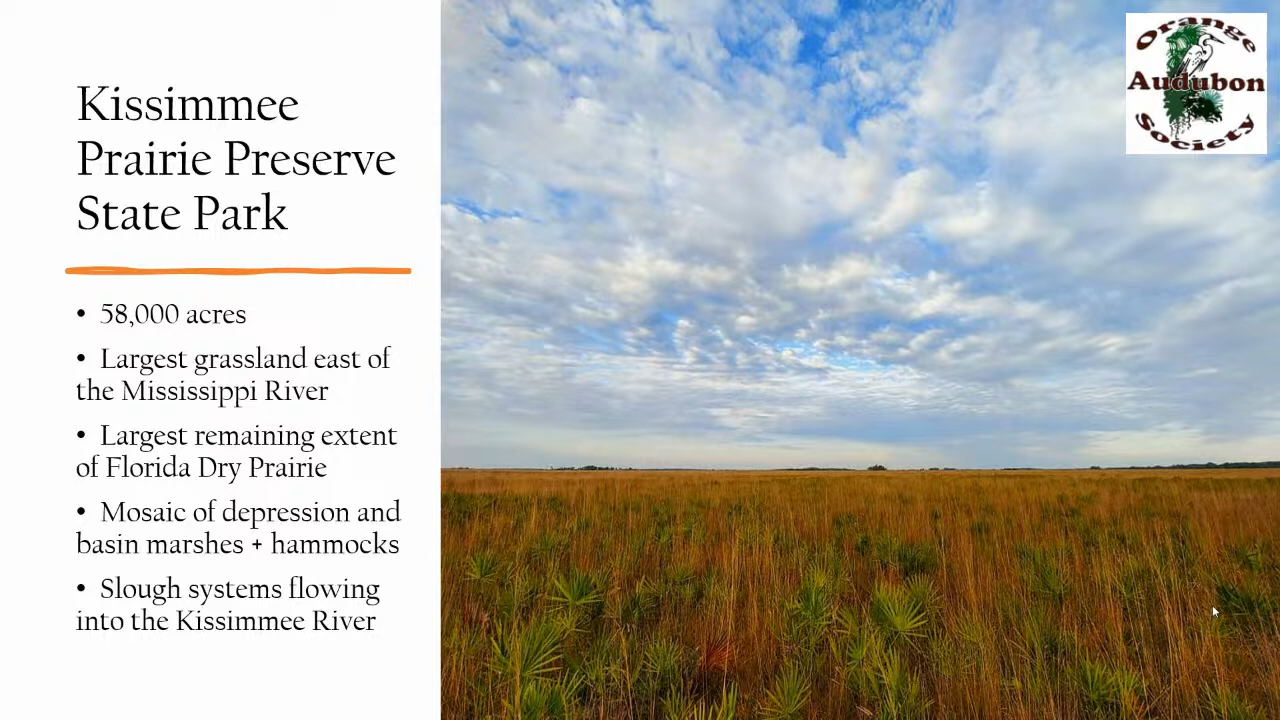 Kissimmee
Prairie Preserve
State Park
• 58,000 acres
• Largest grassland east of
the Mississippi River
• Largest remaining extent
of Florida Dry Prairie
• Mosaic of depression and
basin marshes + hammocks
• Slough systems flowing
into the Kissimmee River
Orange
Audubon
Society